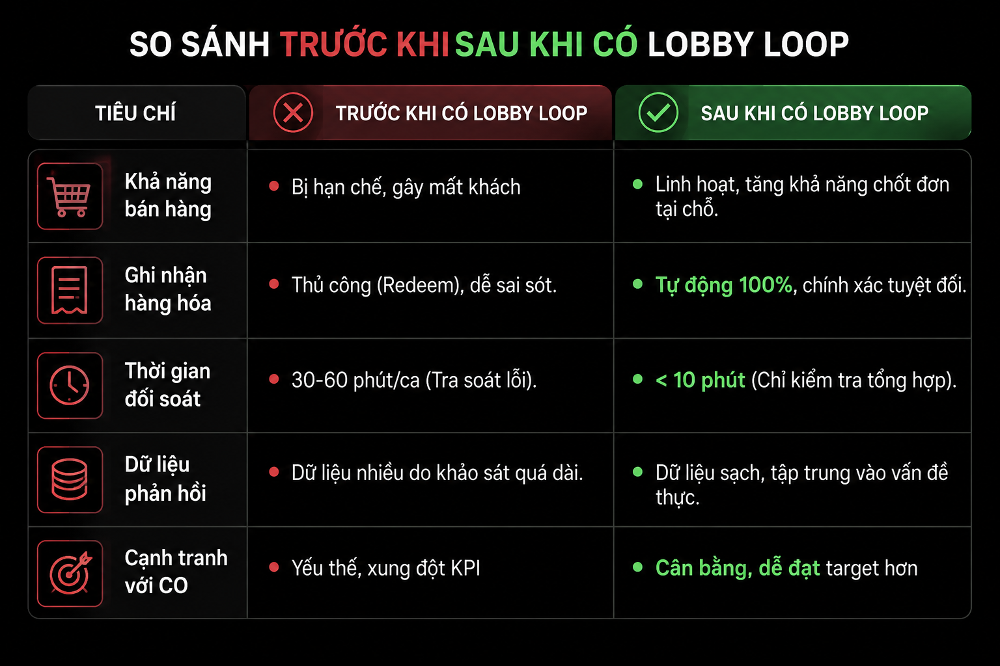 SO SÁNH TRƯỚC KHI SAU KHI CÓ LOBBY LOOP
TIÊU CHÍ
TRƯỚC KHI CÓ LOBBY LOOP
SAU KHI CÓ LOBBY LOOP
Khả năng
bán hàng
Bị hạn chế, gây mất khách
Linh hoạt, tăng khả năng chốt đơn
tại chỗ.
Ghi nhận
hàng hóa
Thủ công (Redeem), dễ sai sót.
Tự động 100%, chính xác tuyệt đối.
Thời gian
đối soát
30-60 phút/ca (Tra soát lỗi).
< 10 phút (Chỉ kiểm tra tổng hợp).
Dữ liệu
phản hồi
Dữ liệu nhiều do khảo sát quá dài.
Dữ liệu sạch, tập trung vào vấn đề
thực.
Cạnh tranh
với CO
Yếu thế, xung đột KPI
Cân bằng, dễ đạt target hơn